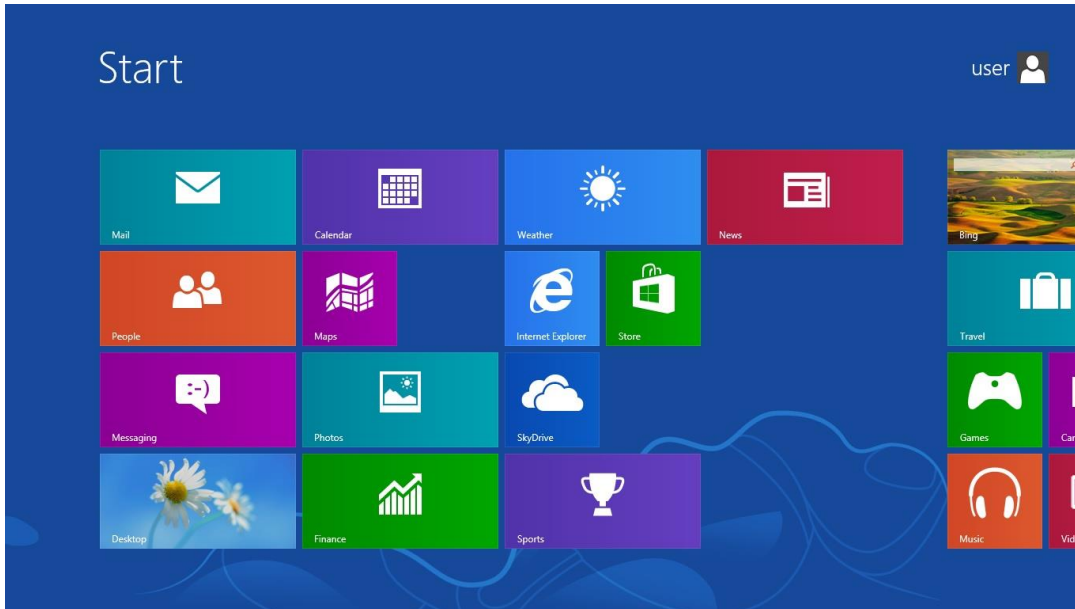 Start
user
Mail
Calendar
Weather
News
Bing
People
Maps
Internet Explorer
Store
Travel
Messaging
:-)
Photos
SkyDrive
Games
Desktop
Finance
Sports
Music